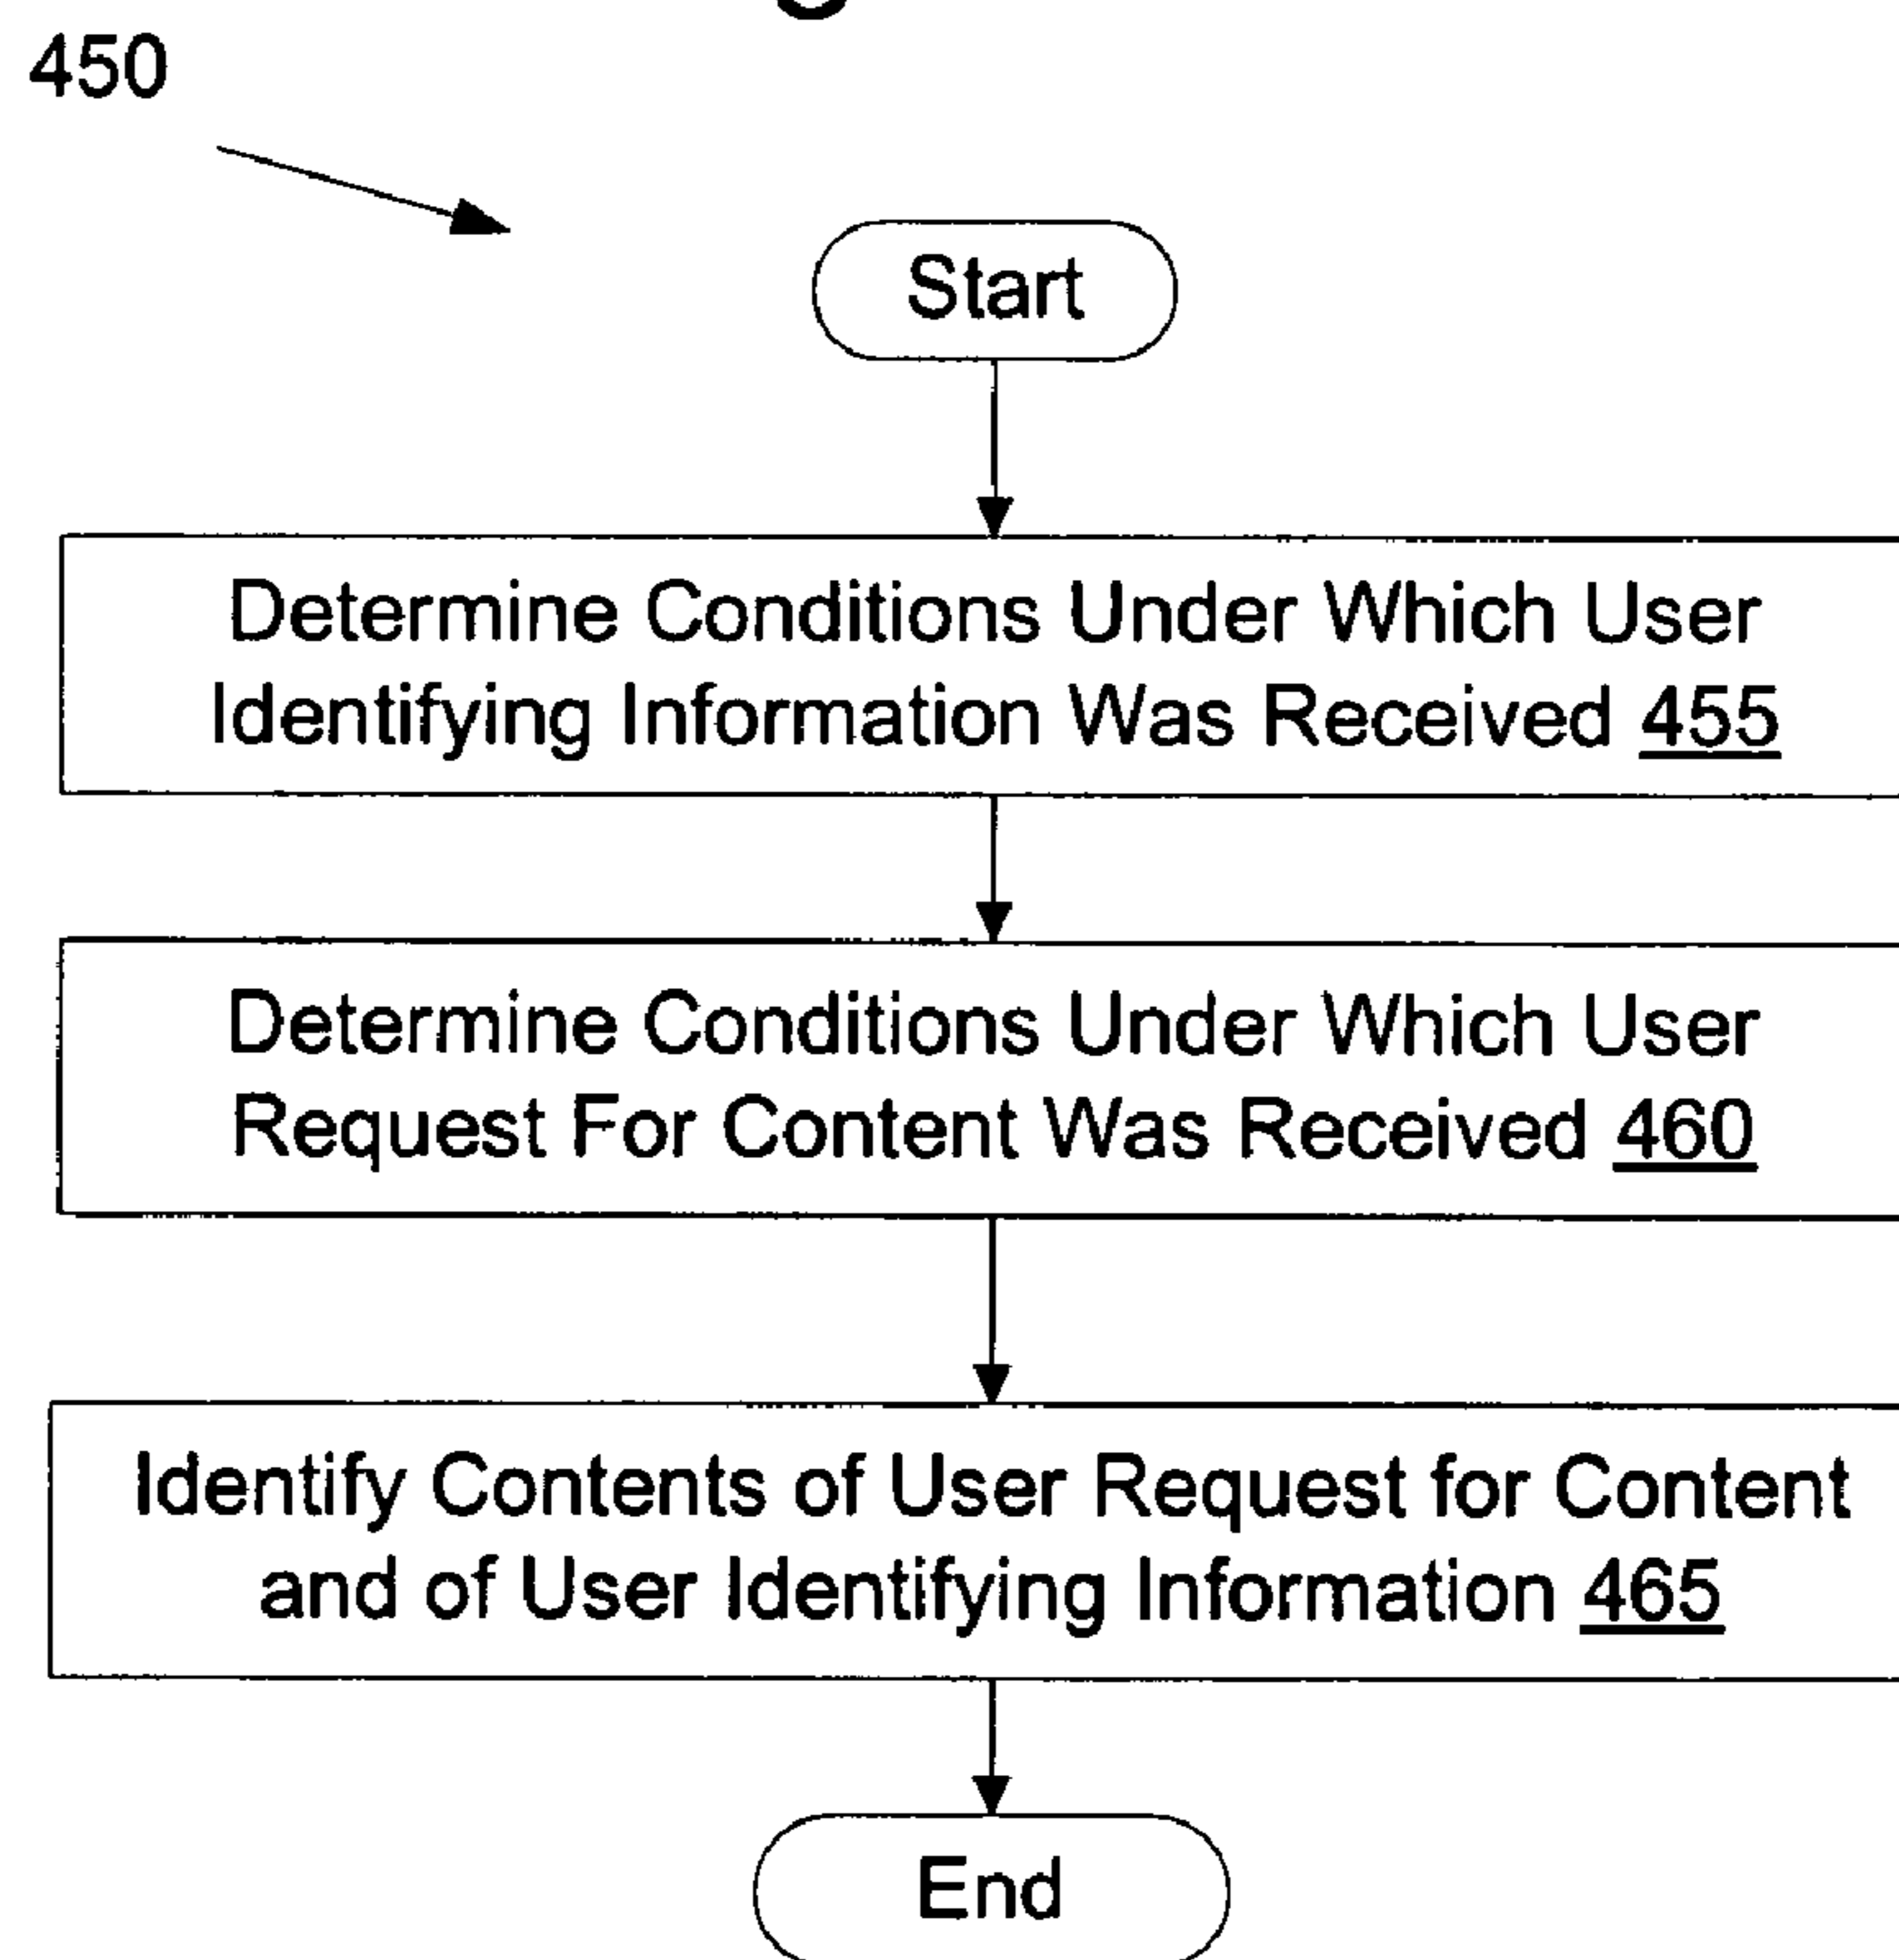 450
Start
Determine Conditions Under Which User
Identifying Information Was Received 455
Determine Conditions Under Which User
Request For Content Was Received 460
Identify Contents of User Request for Content
and of User Identifying Information 465
End